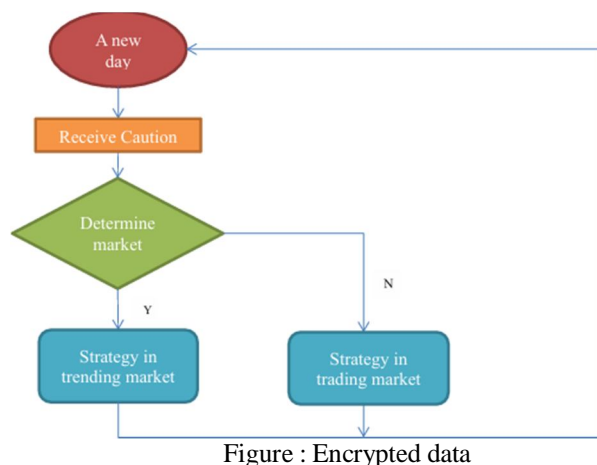 A new
day
Receive Caution
Determine
market
N
Y
Strategy in
trending market
Strategy in
trading market
Figure : Encrypted data